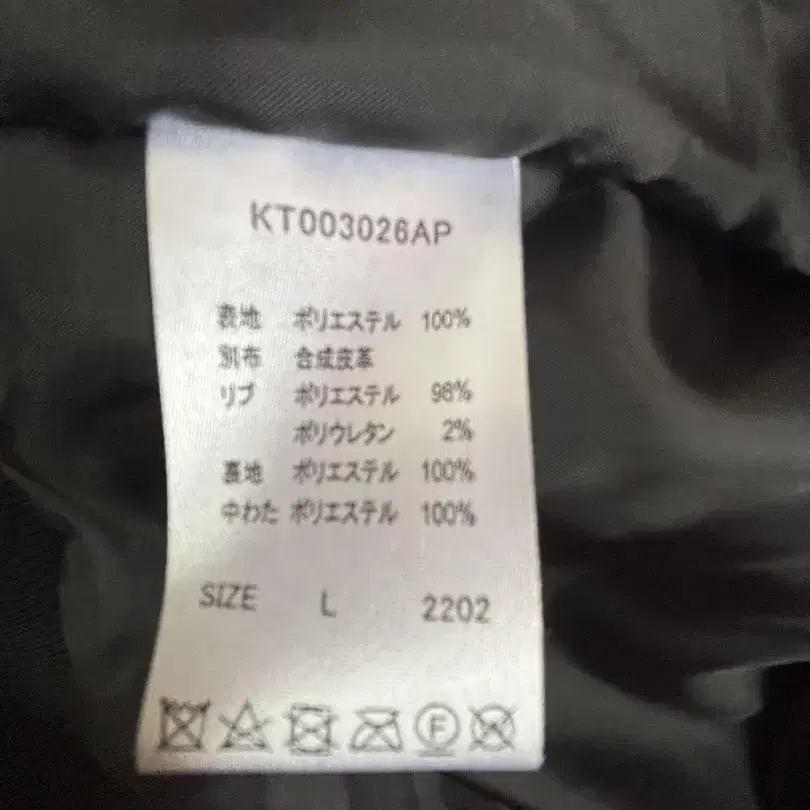 KT003026AP
表地 ポリエステル 100%
別布 合成皮革
リブ ポリエステル 98%
ポリウレタン 2%
裏地 ポリエステル 100%
中わた ポリエステル 100%
SIZE L 2202
F